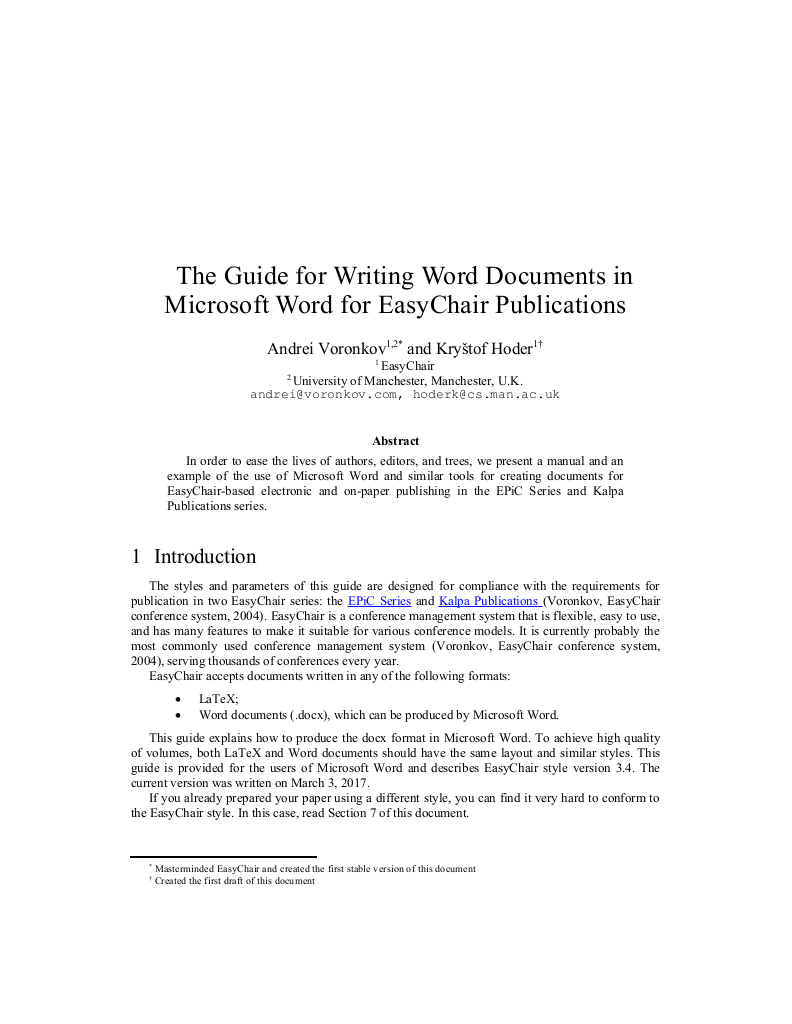 The Guide for Writing Word Documents in
Microsoft Word for EasyChair Publications
Andrei Voronkov1,2* and Kryštof Hoder1†
1 EasyChair
2 University of Manchester, Manchester, U.K.
andrei@voronkov.com, hoderk@cs.man.ac.uk
Abstract
In order to ease the lives of authors, editors, and trees, we present a manual and an
example of the use of Microsoft Word and similar tools for creating documents for
EasyChair-based electronic and on-paper publishing in the EPiC Series and Kalpa
Publications series.
1 Introduction
The styles and parameters of this guide are designed for compliance with the requirements for
publication in two EasyChair series: the EPiC Series and Kalpa Publications (Voronkov, EasyChair
conference system, 2004). EasyChair is a conference management system that is flexible, easy to use,
and has many features to make it suitable for various conference models. It is currently probably the
most commonly used conference management system (Voronkov, EasyChair conference system,
2004), serving thousands of conferences every year.
EasyChair accepts documents written in any of the following formats:
• LaTeX;
• Word documents (.docx), which can be produced by Microsoft Word.
This guide explains how to produce the docx format in Microsoft Word. To achieve high quality
of volumes, both LaTeX and Word documents should have the same layout and similar styles. This
guide is provided for the users of Microsoft Word and describes EasyChair style version 3.4. The
current version was written on March 3, 2017.
If you already prepared your paper using a different style, you can find it very hard to conform to
the EasyChair style. In this case, read Section 7 of this document.
* Masterminded EasyChair and created the first stable version of this document
† Created the first draft of this document